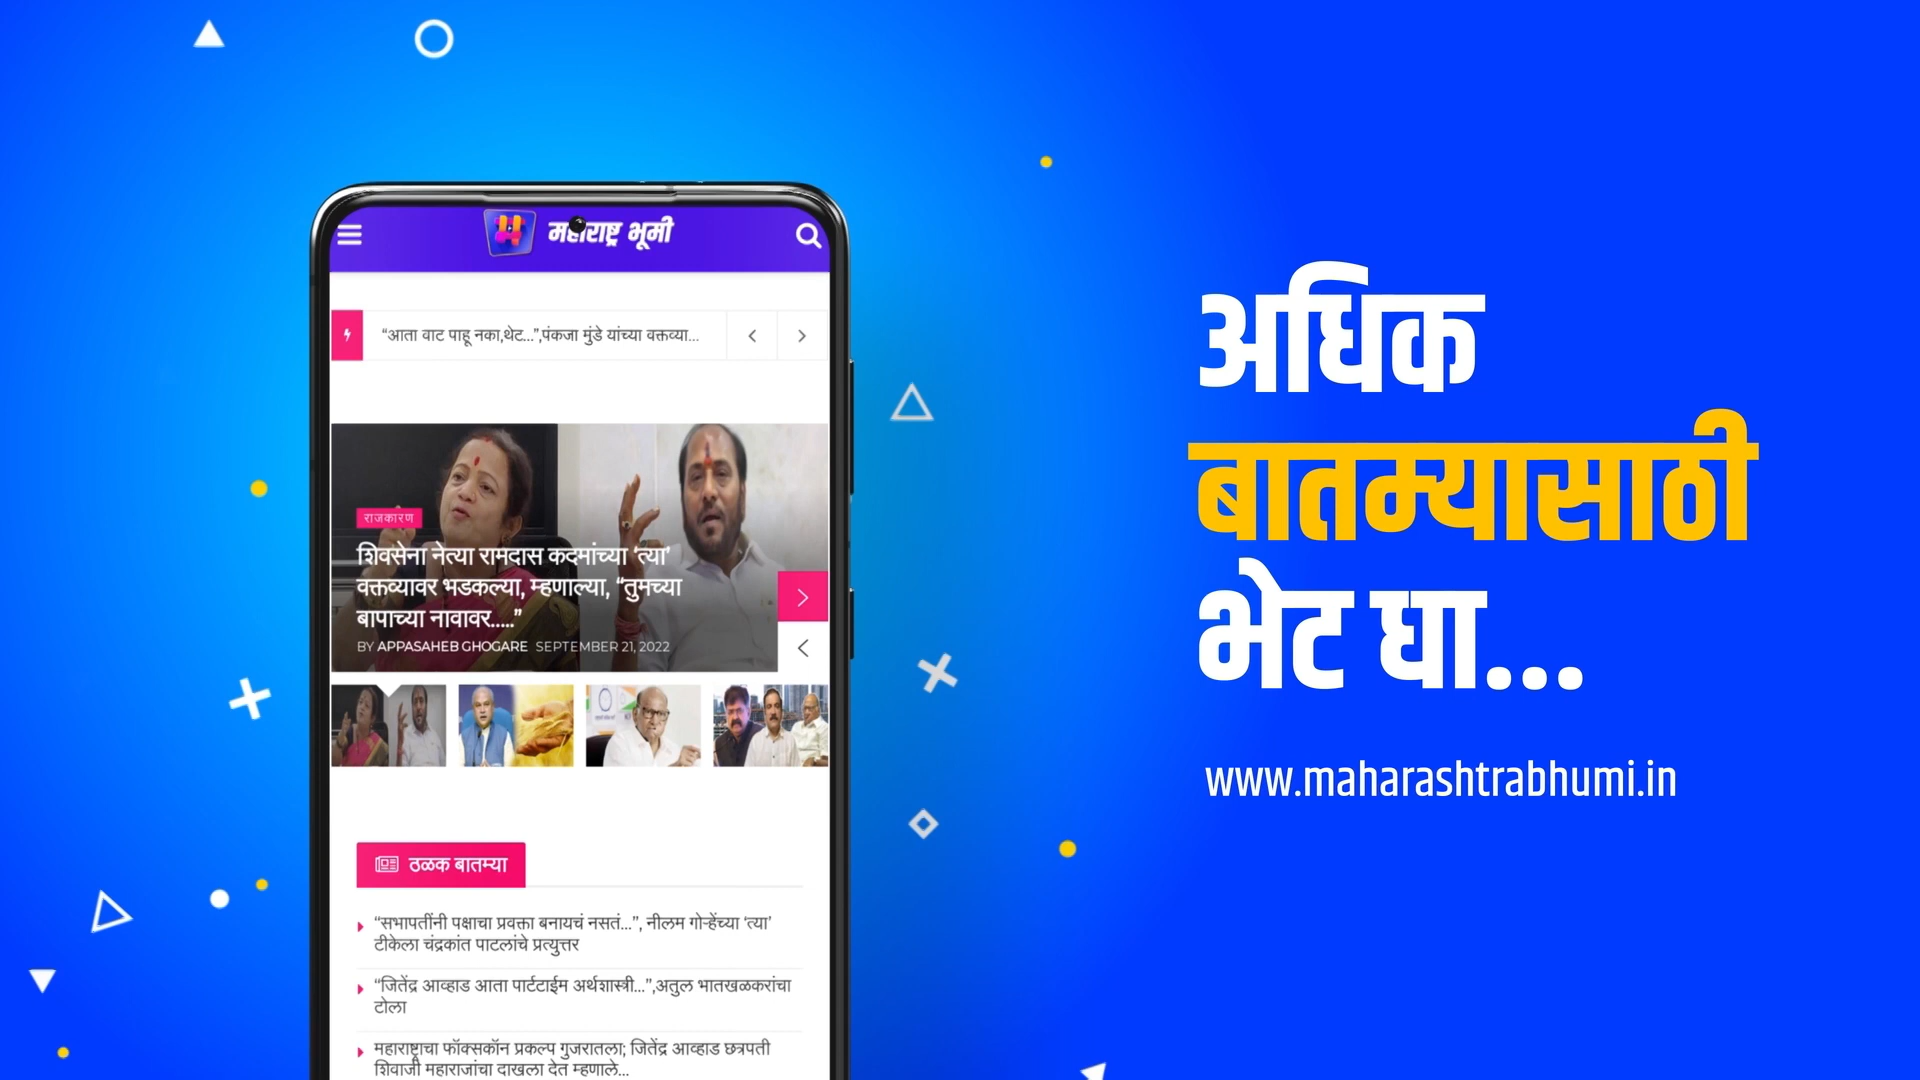 महाराष्ट्र भूमी
“आता वाट पाहू नका,थेट...”,पंकजा मुंडे यांच्या वक्तव्या...
राजकारण
शिवसेना नेत्या रामदास कदमांच्या ‘त्या’
वक्तव्यावर भडकल्या, म्हणाल्या, “तुमच्या
बापाच्या नावावर.....”
BY APPASAHEB GHOGARE SEPTEMBER 21, 2022
ठळक बातम्या
“सभापतींनी पक्षाचा प्रवक्ता बनायचं नसतं...”, नीलम गोऱ्हेंच्या ‘त्या’
टीकेला चंद्रकांत पाटलांचे प्रत्युत्तर
“जितेंद्र आव्हाड आता पार्टटाईम अर्थशास्त्री...”,अतुल भातखळकरांचा
टोला
महाराष्ट्राचा फॉक्सकॉन प्रकल्प गुजरातला; जितेंद्र आव्हाड छत्रपती
शिवाजी महाराजांचा दाखला देत म्हणाले...
अधिक
बातम्यासाठी
भेट घा...
www.maharashtrabhumi.in